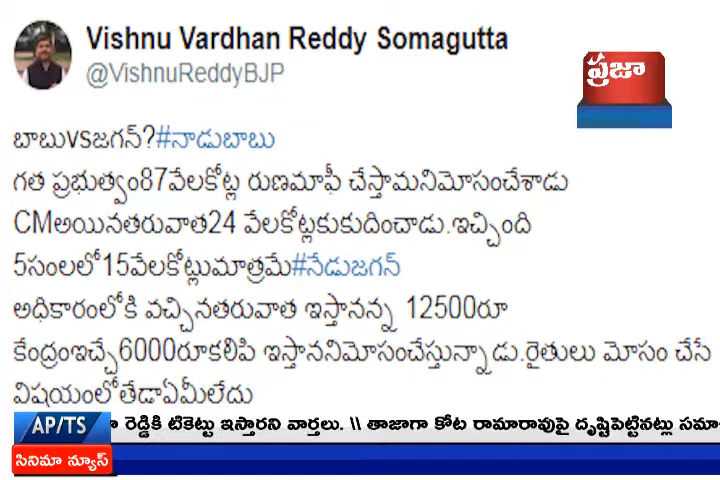 Vishnu Vardhan Reddy Somagutta
@VishnuReddyBJP
ప్రజా
బాబుvsజగన్?#నాడుబాబు
గత ప్రభుత్వం87వేలకోట్ల రుణమాఫీ చేస్తామనిమోసంచేశాడు
CMఅయినతరువాత24 వేలకోట్లకుకుదించాడు.ఇచ్చింది
5సంలలో15వేలకోట్లుమాత్రమే#నేడుజగన్
అధికారంలోకి వచ్చినతరువాత ఇస్తానన్న 12500రూ
కేంద్రంఇచ్చే6000రూకలిపి ఇస్తాననిమోసంచేస్తున్నాడు.రైతులు మోసం చేసే
విషయంలోతేడాఏమీలేదు
AP/TS రెడ్డికి టికెట్టు ఇస్తారని వార్తలు. \\ తాజాగా కోట రామారావుపై దృష్టిపెట్టినట్లు
సినిమా న్యూస్